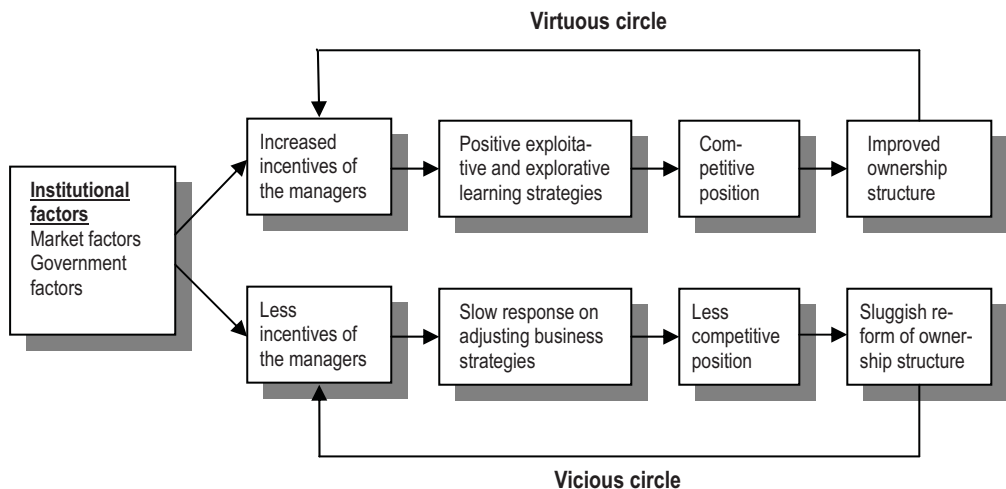 Virtuous circle
Institutional
factors
Market factors
Government
factors
Increased
incentives of
the managers
Positive exploita-
tive and explorative
learning strategies
Com-
petitive
position
Improved
ownership
structure
Less
incentives of
the managers
Slow response on
adjusting business
strategies
Less
competitive
position
Sluggish re-
form of owner-
ship structure
Vicious circle